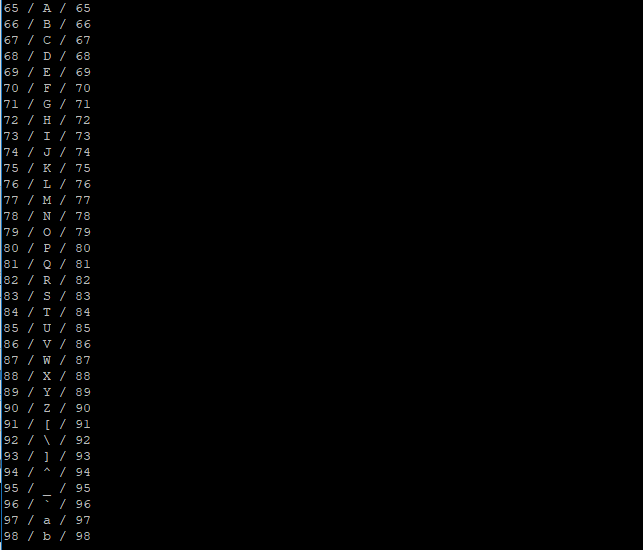 65 / A / 65
66 / B / 66
67 / C / 67
68 / D / 68
69 / E / 69
70 / F / 70
71 / G / 71
72 / H / 72
73 / I / 73
74 / J / 74
75 / K / 75
76 / L / 76
77 / M / 77
78 / N / 78
79 / O / 79
80 / P / 80
81 / Q / 81
82 / R / 82
83 / S / 83
84 / T / 84
85 / U / 85
86 / V / 86
87 / W / 87
88 / X / 88
89 / Y / 89
90 / Z / 90
91 / [ / 91
92 / \ / 92
93 / ] / 93
94 / ^ / 94
95 / _ / 95
96 / ` / 96
97 / a / 97
98 / b / 98